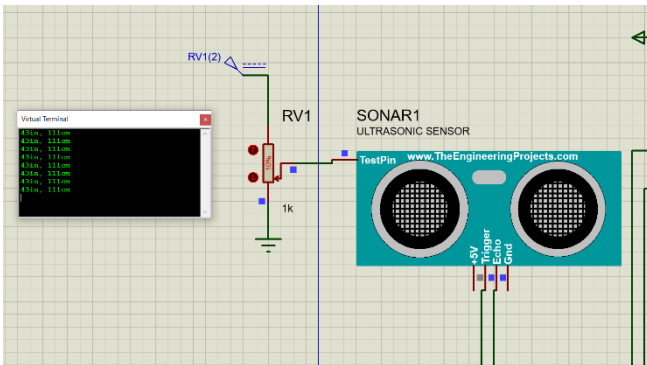 RV1(2)
RV1
1k
Virtual Terminal
43in, 111cm
43in, 111cm
43in, 111cm
43in, 111cm
43in, 111cm
43in, 111cm
43in, 111cm
43in, 111cm
SONAR1
ULTRASONIC SENSOR
TestPin
www.TheEngineeringProjects.com
+5V
Trigger
Echo
Gnd